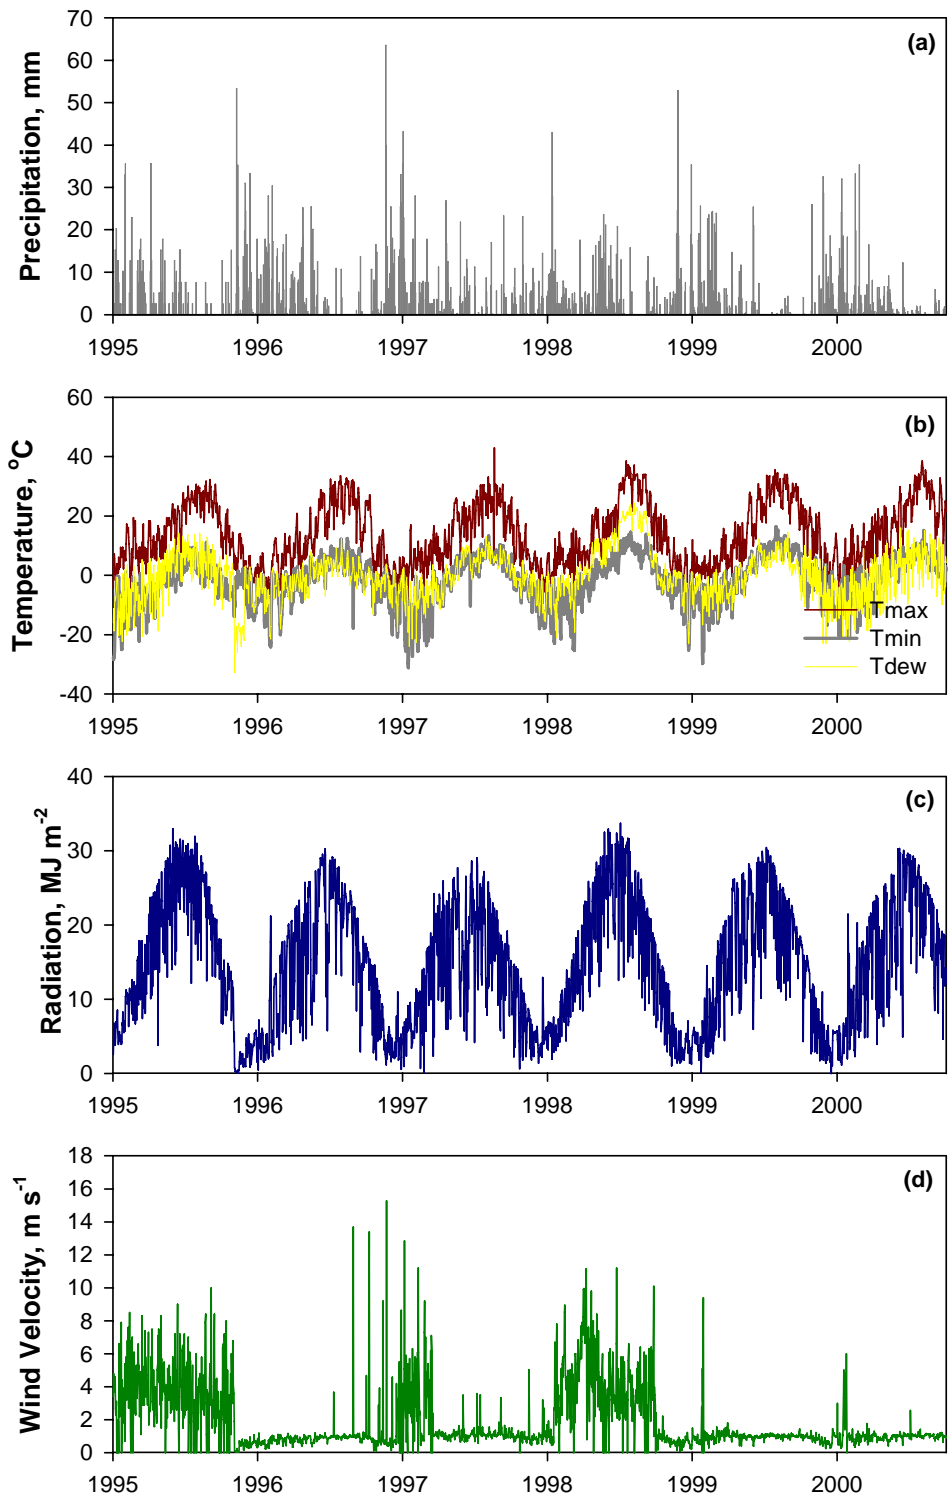 70
60
50
40
30
20
10
0
Precipitation, mm
(a)
1995 1996 1997 1998 1999 2000
60
40
20
0
-20
-40
Temperature, °C
(b)
Tmax
Tmin
Tdew
1995 1996 1997 1998 1999 2000
40
30
20
10
0
Radiation, MJ m⁻²
(c)
1995 1996 1997 1998 1999 2000
18
16
14
12
10
8
6
4
2
0
Wind Velocity, m s⁻¹
(d)
1995 1996 1997 1998 1999 2000